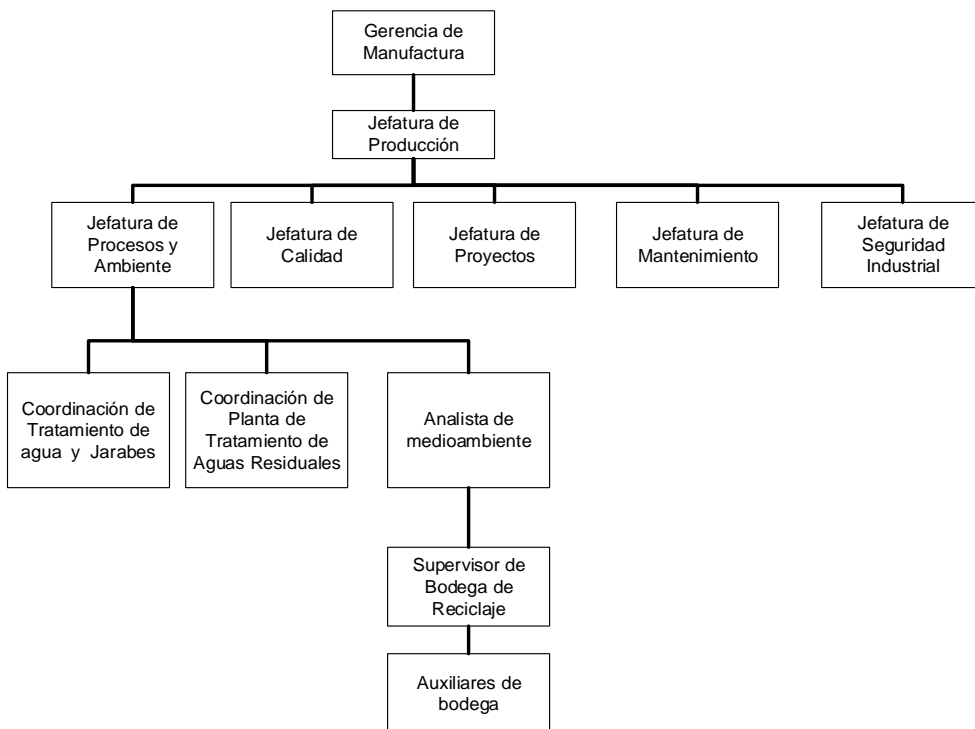 Gerencia de
Manufactura
Jefatura de
Producción
Jefatura de
Procesos y
Ambiente
Jefatura de
Calidad
Jefatura de
Proyectos
Jefatura de
Mantenimiento
Jefatura de
Seguridad
Industrial
Coordinación de
Tratamiento de
agua y Jarabes
Coordinación de
Planta de
Tratamiento de
Aguas Residuales
Analista de
medioambiente
Supervisor de
Bodega de
Reciclaje
Auxiliares de
bodega